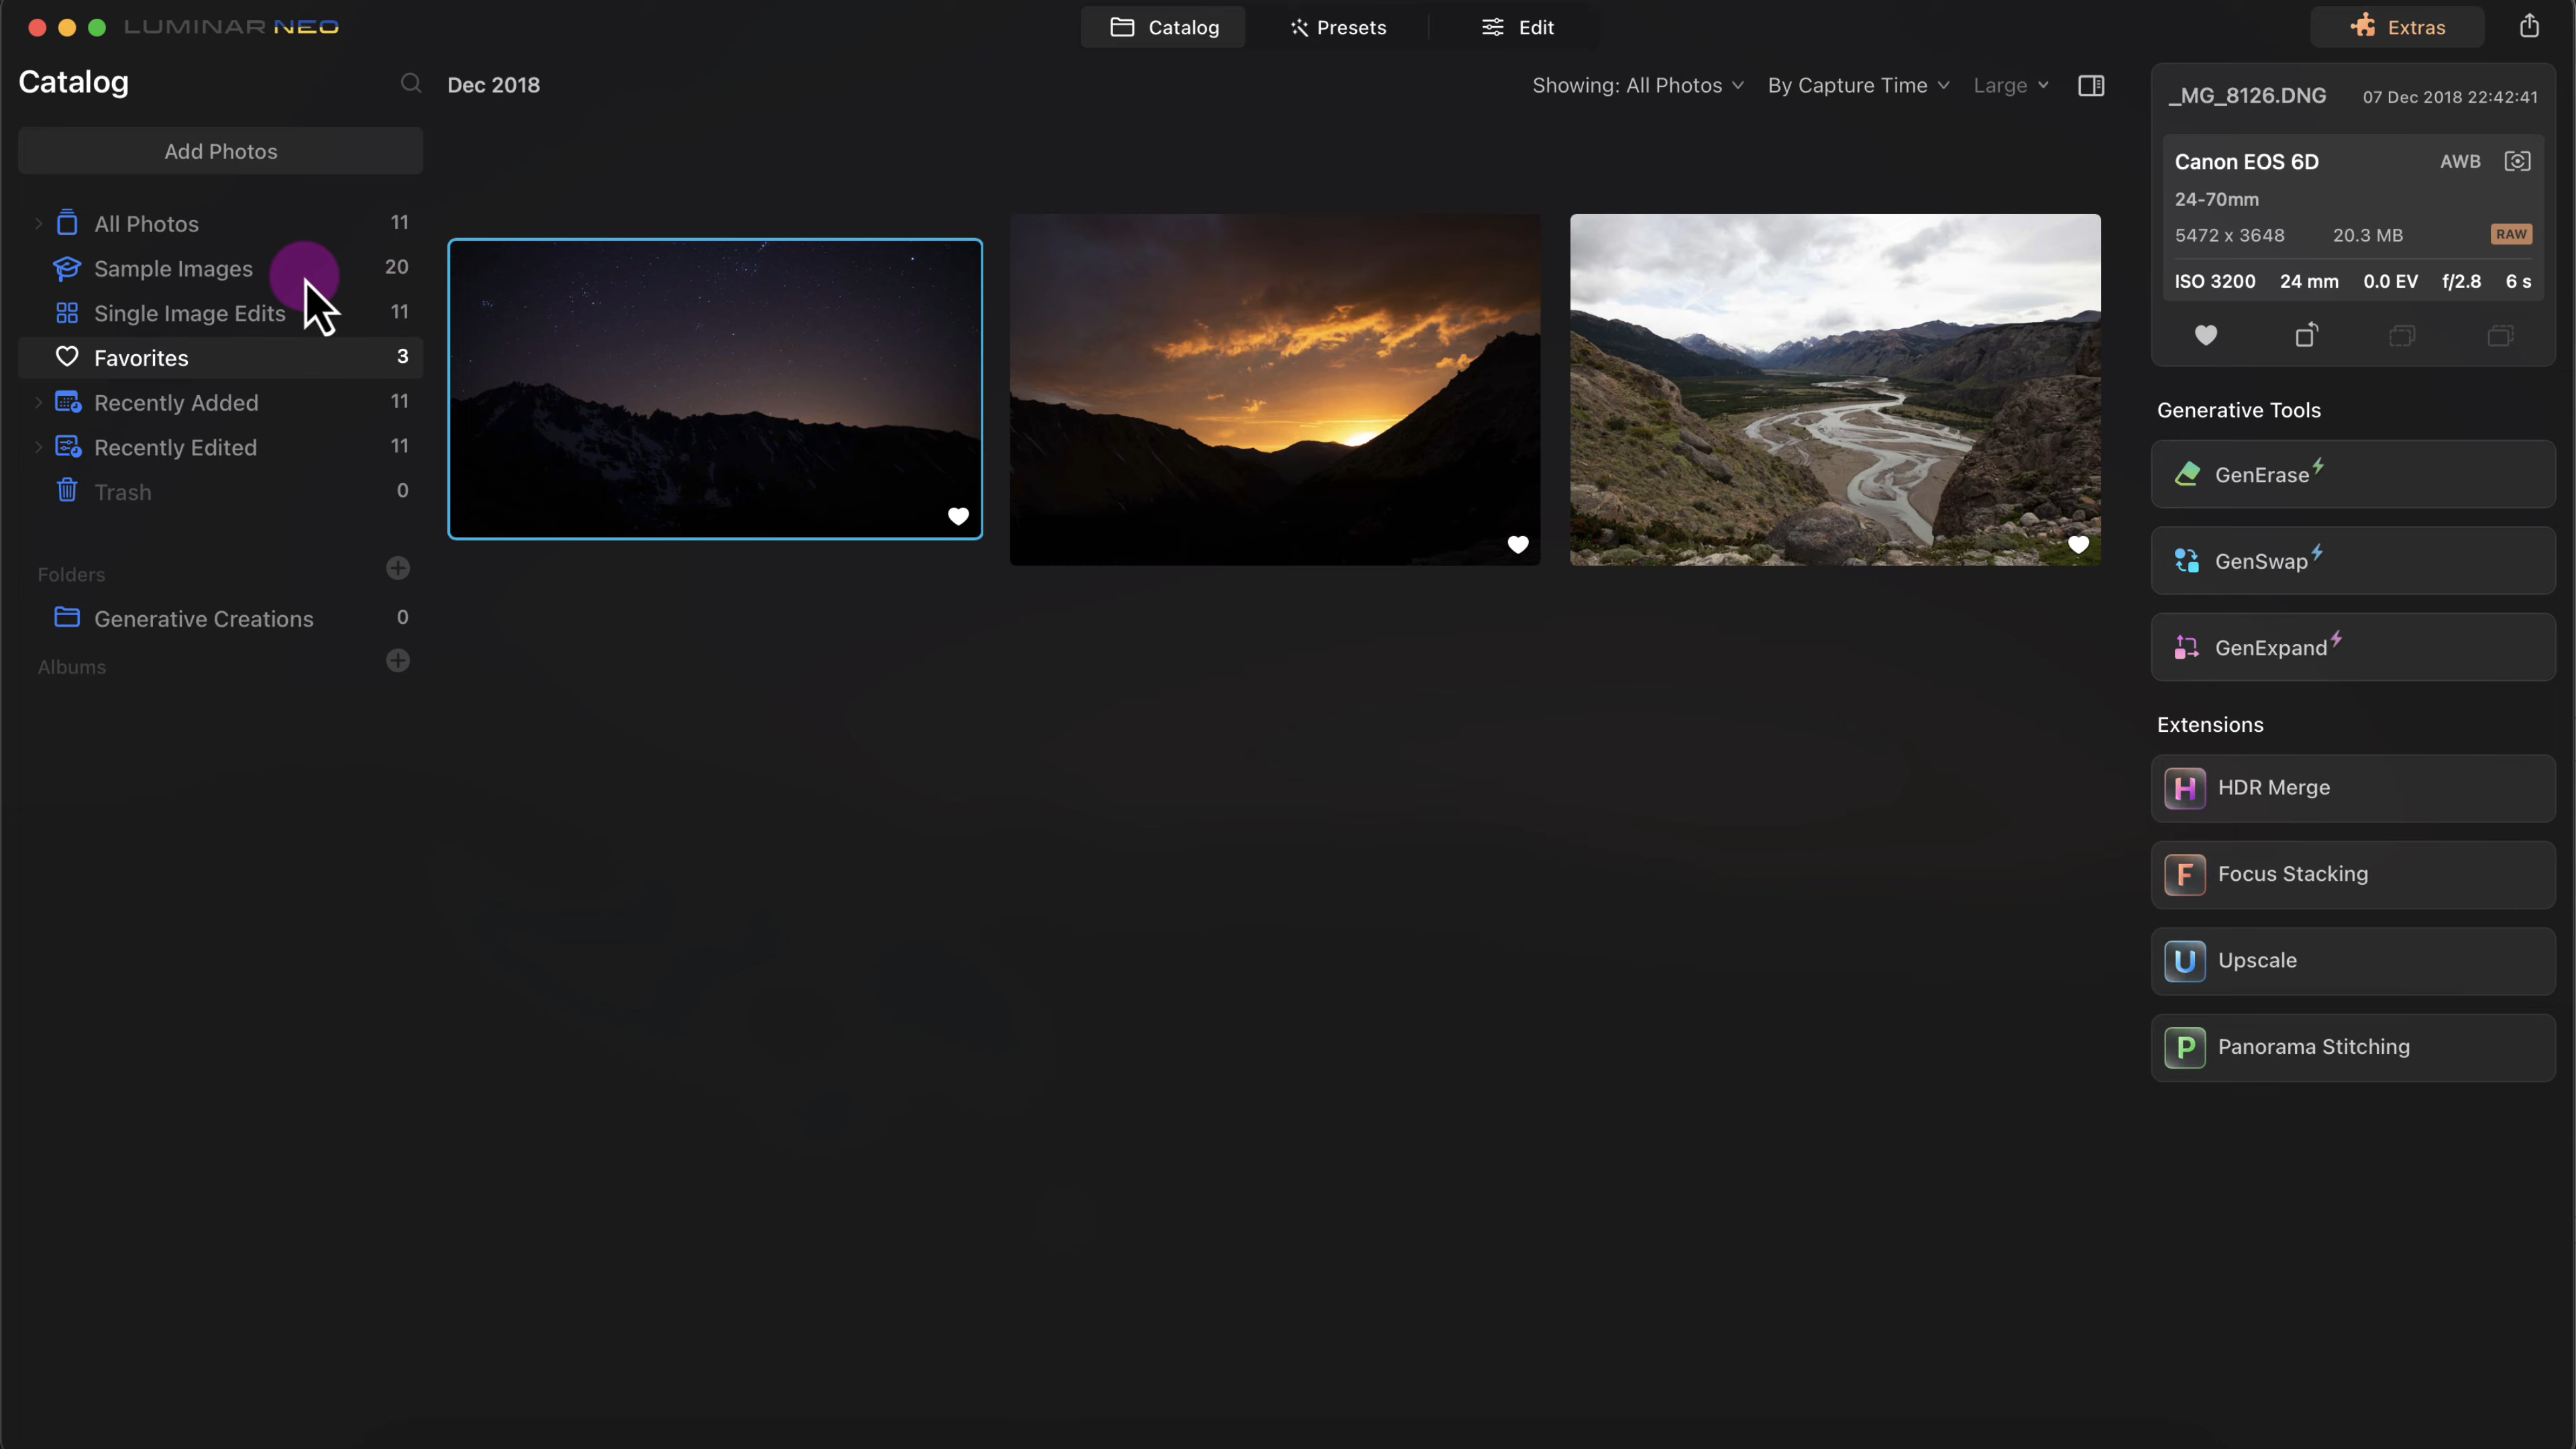 LUMINAR NEO
Catalog
Presets
Edit
Extras
Catalog
Dec 2018
Showing: All Photos
By Capture Time
Large
Add Photos
All Photos 11
Sample Images 20
Single Image Edits 11
Favorites 3
Recently Added 11
Recently Edited 11
Trash 0
Folders
Generative Creations 0
Albums
_MG_8126.DNG 07 Dec 2018 22:42:41
Canon EOS 6D AWB
24-70mm
5472 x 3648 20.3 MB RAW
ISO 3200 24 mm 0.0 EV f/2.8 6 s
Generative Tools
GenErase
GenSwap
GenExpand
Extensions
H HDR Merge
F Focus Stacking
U Upscale
P Panorama Stitching